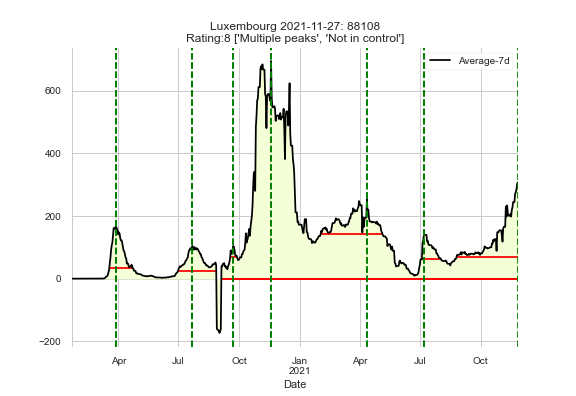 Luxembourg 2021-11-27: 88108
Rating:8 ['Multiple peaks', 'Not in control']
Average-7d
600
400
200
0
−200
Apr Jul Oct Jan Apr Jul Oct
2021
Date